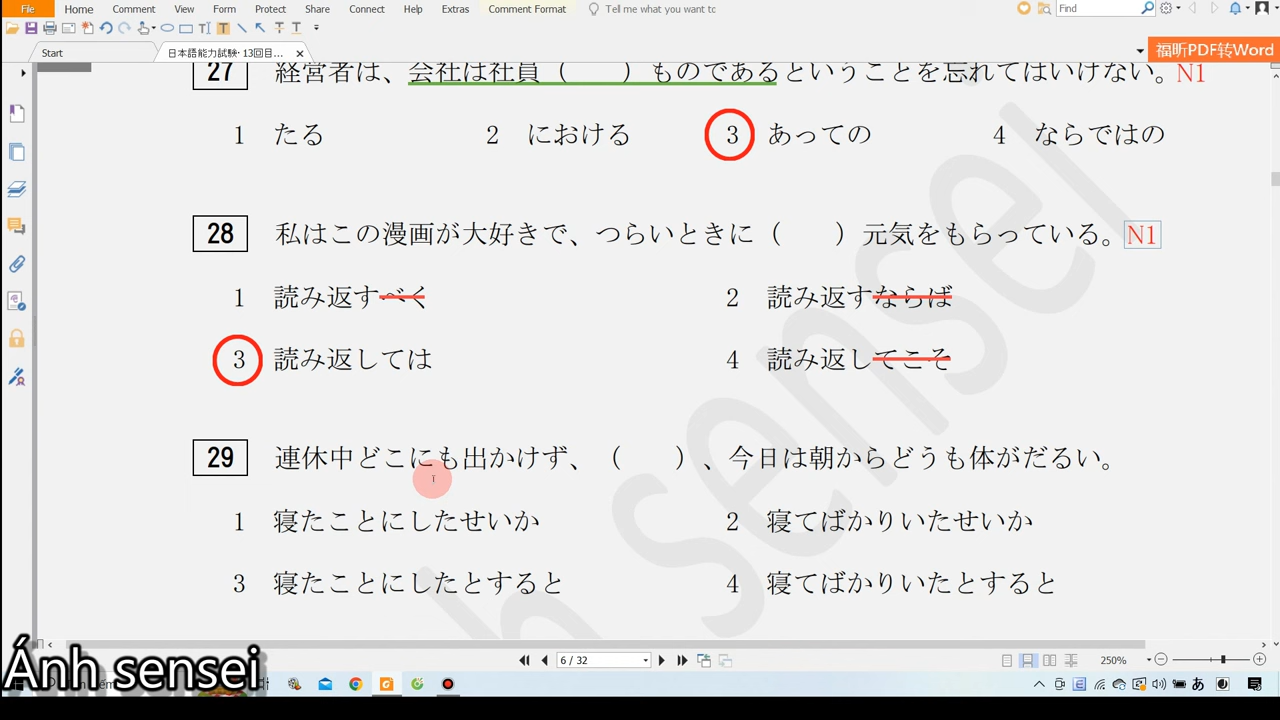 File Home Comment View Form Protect Share Connect Help Extras Comment Format Tell me what you want tc Find
Start 日本語能力試験· 13回目... 福昕PDF转Word
27 経営者は、会社は社員（　　）ものであるということを忘れてはいけない。N1
1 たる 2 における 3 あっての 4 ならではの
28 私はこの漫画が大好きで、つらいときに（　　）元気をもらっている。N1
1 読み返すべく 2 読み返すならば
3 読み返しては 4 読み返してこそ
29 連休中どこにも出かけず、（　　）、今日は朝からどうも体がだるい。
1 寝たことにしたせいか 2 寝てばかりいたせいか
3 寝たことにしたとすると 4 寝てばかりいたとすると
6 / 32 250%
Ánh sensei